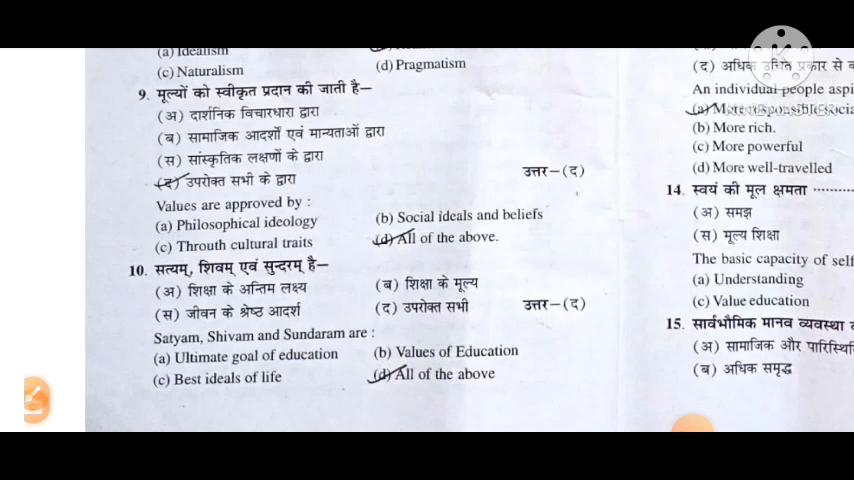 (a) Idealism
(c) Naturalism
(d) Pragmatism
9. मूल्यों को स्वीकृत प्रदान की जाती है—
(अ) दार्शनिक विचारधारा द्वारा
(ब) सामाजिक आदर्शों एवं मान्यताओं द्वारा
(स) सांस्कृतिक लक्षणों के द्वारा
(द) उपरोक्त सभी के द्वारा
उत्तर–(द)
Values are approved by :
(a) Philosophical ideology
(b) Social ideals and beliefs
(c) Throuth cultural traits
(d) All of the above.
10. सत्यम्, शिवम् एवं सुन्दरम् है—
(अ) शिक्षा के अन्तिम लक्ष्य
(ब) शिक्षा के मूल्य
(स) जीवन के श्रेष्ठ आदर्श
(द) उपरोक्त सभी
उत्तर–(द)
Satyam, Shivam and Sundaram are :
(a) Ultimate goal of education
(b) Values of Education
(c) Best ideals of life
(d) All of the above
(द) अधिक उचित प्रकार से
An individual people
(a) More responsible
(b) More rich.
(c) More powerful
(d) More well-travelled
14. स्वयं की मूल क्षमता ..........
(अ) समझ
(स) मूल्य शिक्षा
The basic capacity of self
(a) Understanding
(c) Value education
15. सार्वभौमिक मानव व्यवस्था
(अ) सामाजिक और
(ब) अधिक समृद्ध